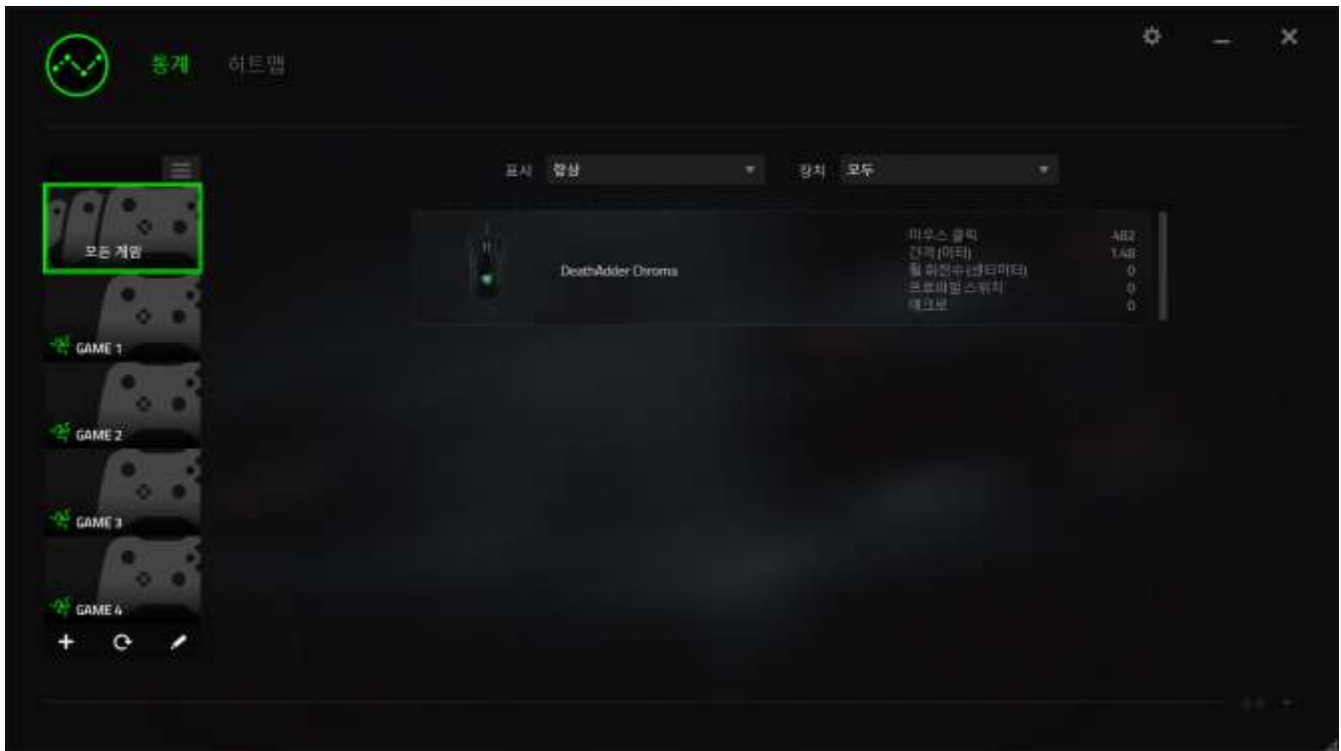 통계 히트맵
표시 항상 장치 모두
모든 게임
DeathAdder Chroma
마우스 클릭 482
간격(미터) 1.48
휠 회전수(센티미터) 0
프로파일 스위치 0
매크로 0
GAME 1
GAME 2
GAME 3
GAME 4